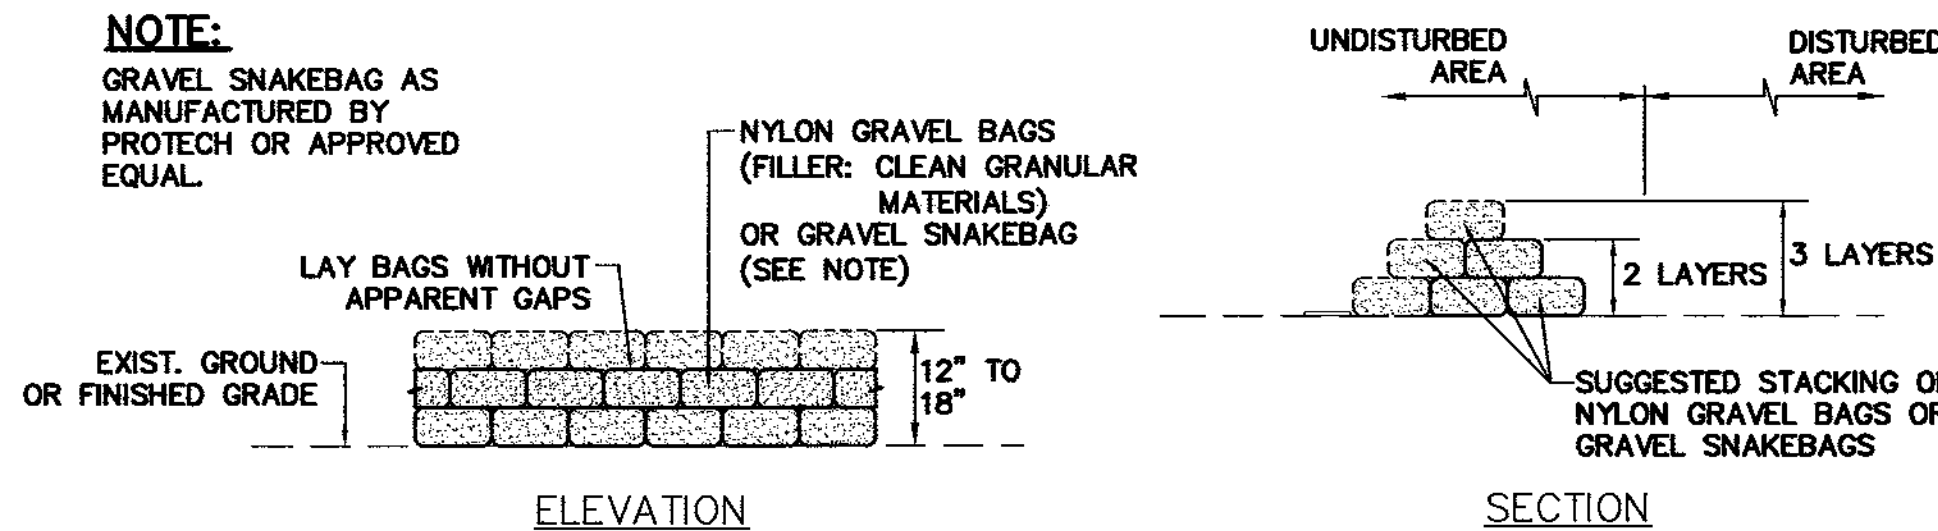 NOTE:
GRAVEL SNAKEBAG AS
MANUFACTURED BY
PROTECH OR APPROVED
EQUAL.
NYLON GRAVEL BAGS
(FILLER: CLEAN GRANULAR
MATERIALS)
OR GRAVEL SNAKEBAG
(SEE NOTE)
LAY BAGS WITHOUT
APPARENT GAPS
EXIST. GROUND
OR FINISHED GRADE
12" TO
18"
ELEVATION
UNDISTURBED
AREA
DISTURBED
AREA
2 LAYERS
3 LAYERS
SUGGESTED STACKING OF
NYLON GRAVEL BAGS OR
GRAVEL SNAKEBAGS
SECTION